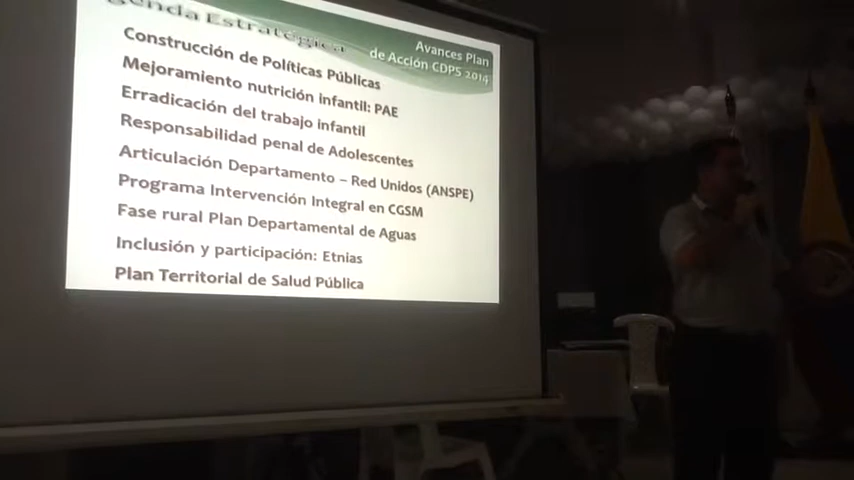 Agenda Estratégica
Avances Plan
de Acción CDPS 2014
Construcción de Políticas Públicas
Mejoramiento nutrición infantil: PAE
Erradicación del trabajo infantil
Responsabilidad penal de Adolescentes
Articulación Departamento – Red Unidos (ANSPE)
Programa Intervención Integral en CGSM
Fase rural Plan Departamental de Aguas
Inclusión y participación: Etnias
Plan Territorial de Salud Pública